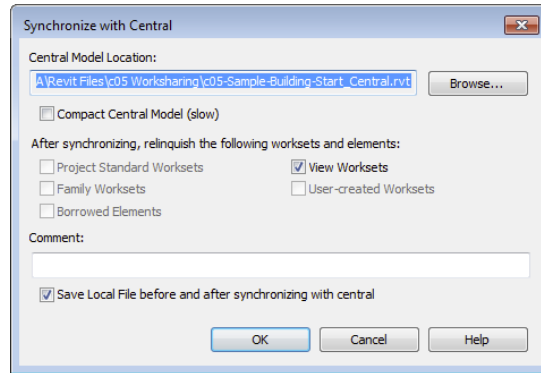 Synchronize with Central
Central Model Location:
A\Revit Files\c05 Worksharing\c05-Sample-Building-Start_Central.rvt
Browse...
Compact Central Model (slow)
After synchronizing, relinquish the following worksets and elements:
Project Standard Worksets
View Worksets
Family Worksets
User-created Worksets
Borrowed Elements
Comment:
Save Local File before and after synchronizing with central
OK
Cancel
Help